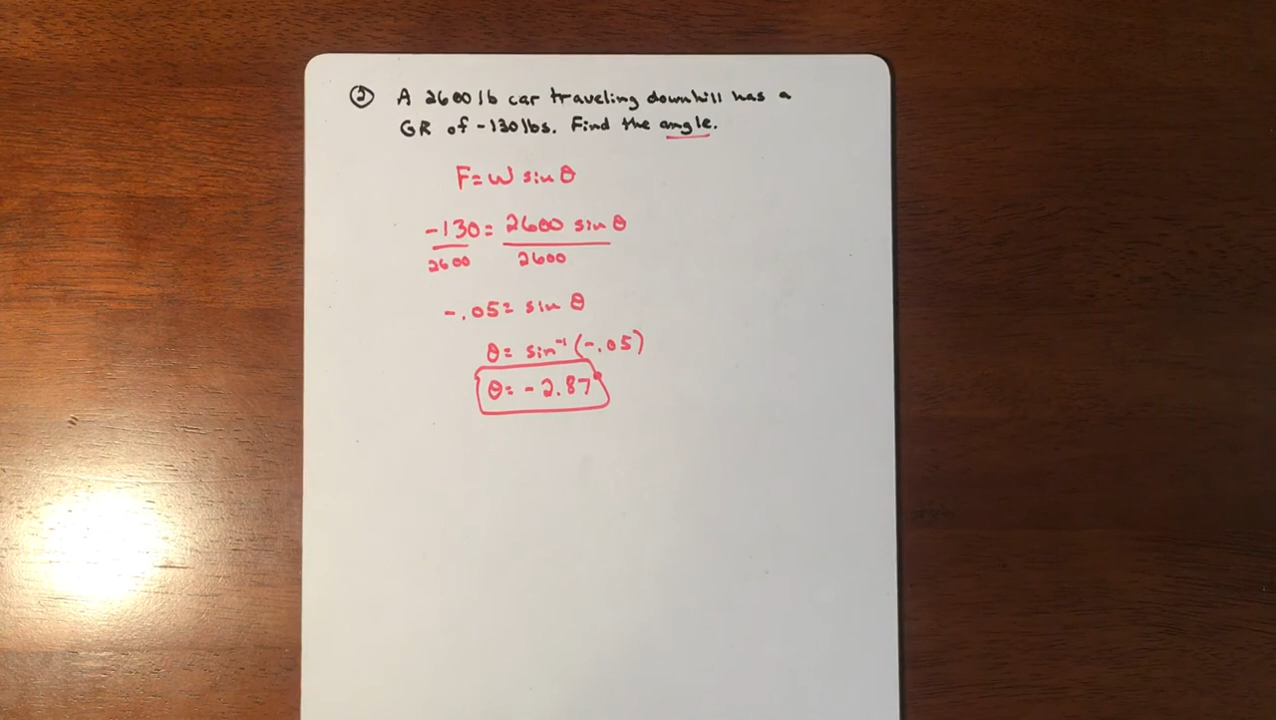 ② A 2600 lb car traveling downhill has a
GR of -130 lbs. Find the angle.
F = W sin θ
-130 = 2600 sin θ
2600 2600
-.05 = sin θ
θ = sin⁻¹ (-.05)
θ = -2.87°